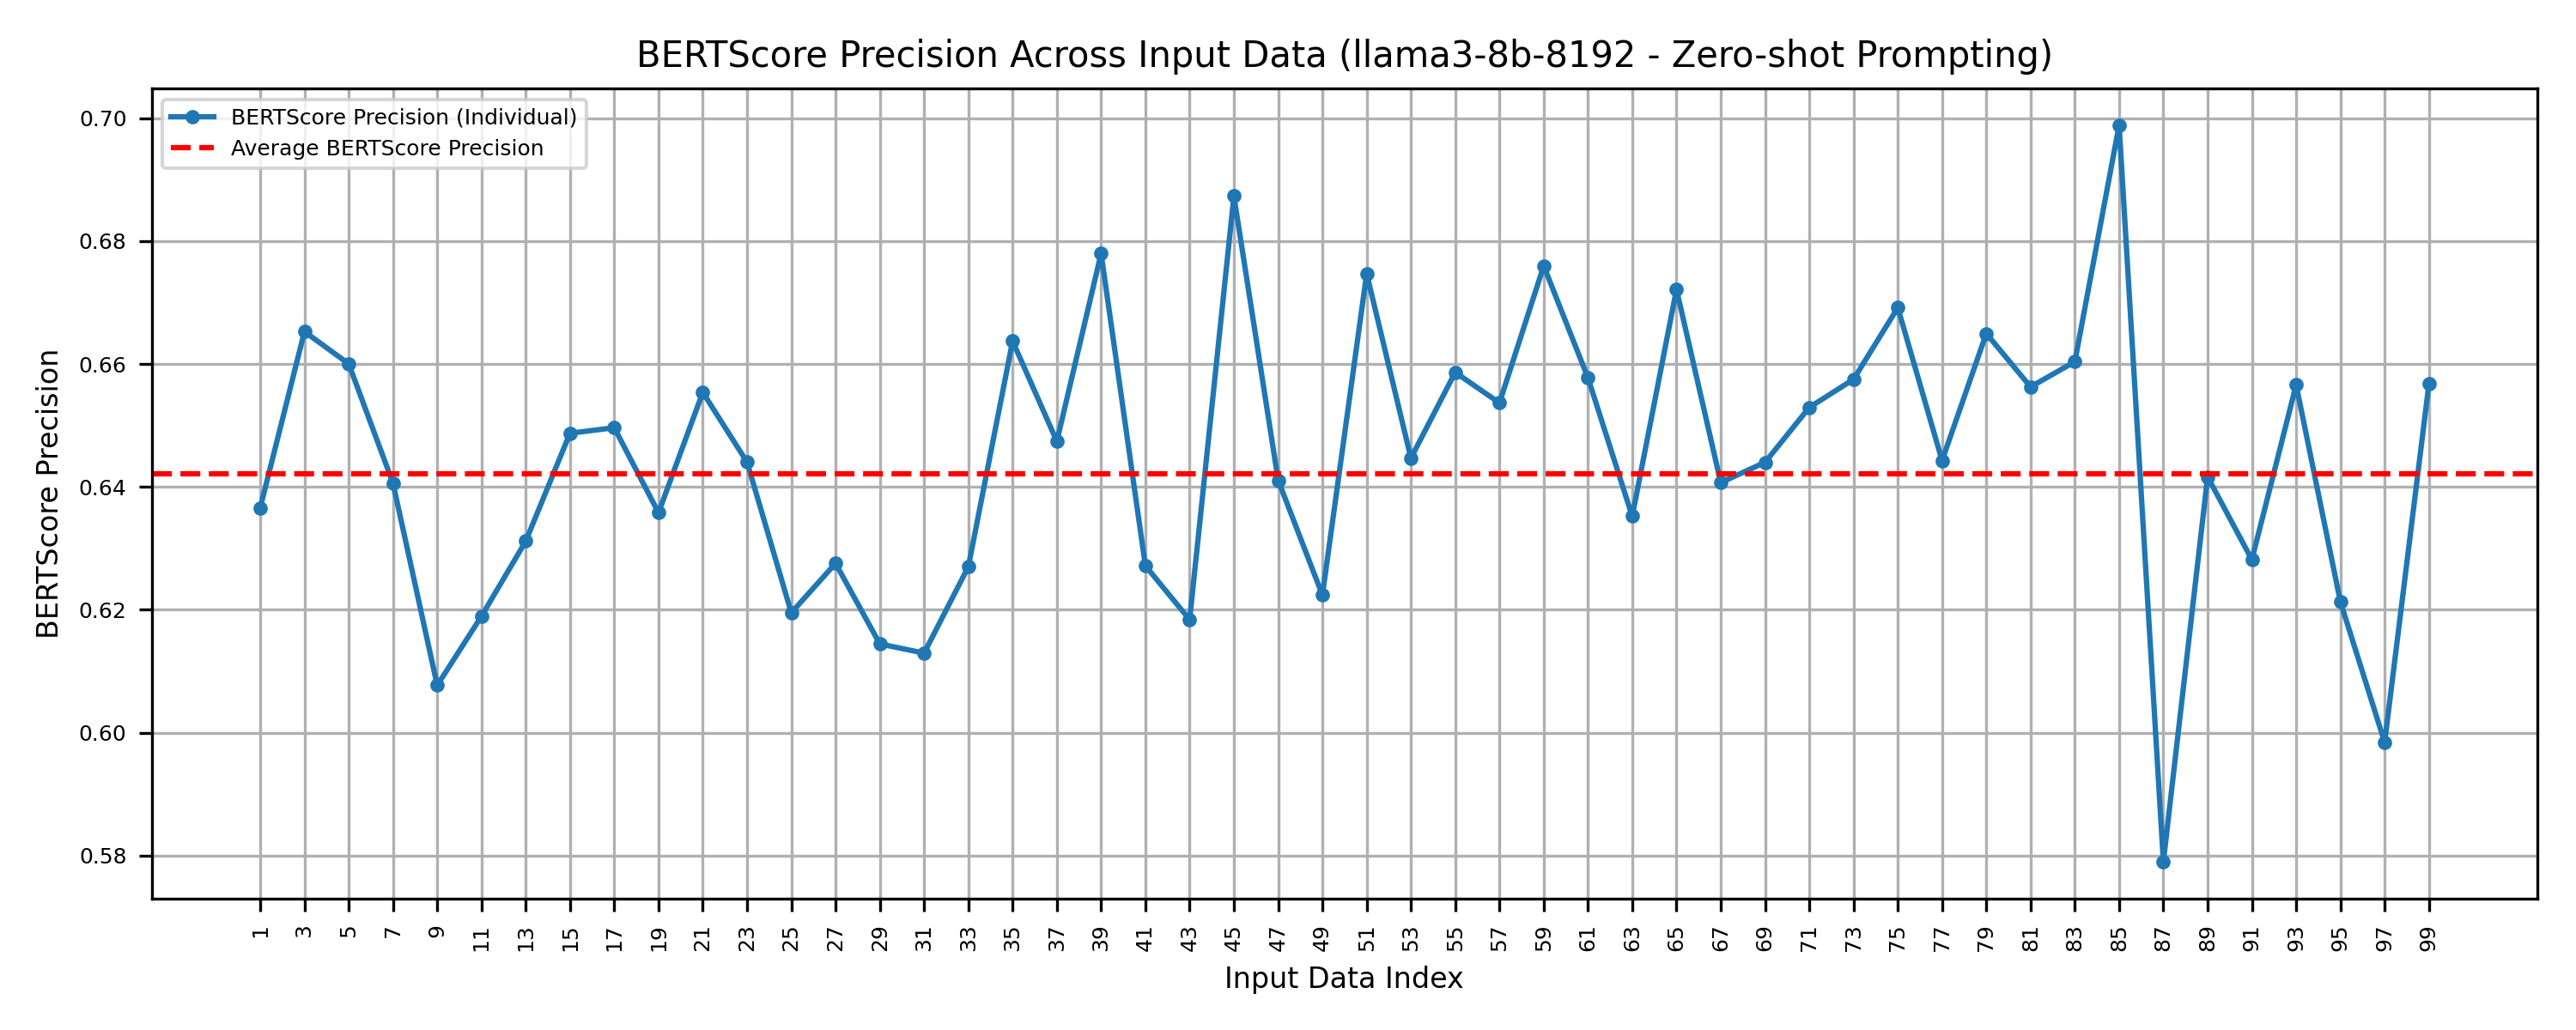 BERTScore Precision Across Input Data (llama3-8b-8192 - Zero-shot Prompting)
BERTScore Precision (Individual)
Average BERTScore Precision
BERTScore Precision
0.70
0.68
0.66
0.64
0.62
0.60
0.58
1 3 5 7 9 11 13 15 17 19 21 23 25 27 29 31 33 35 37 39 41 43 45 47 49 51 53 55 57 59 61 63 65 67 69 71 73 75 77 79 81 83 85 87 89 91 93 95 97 99
Input Data Index